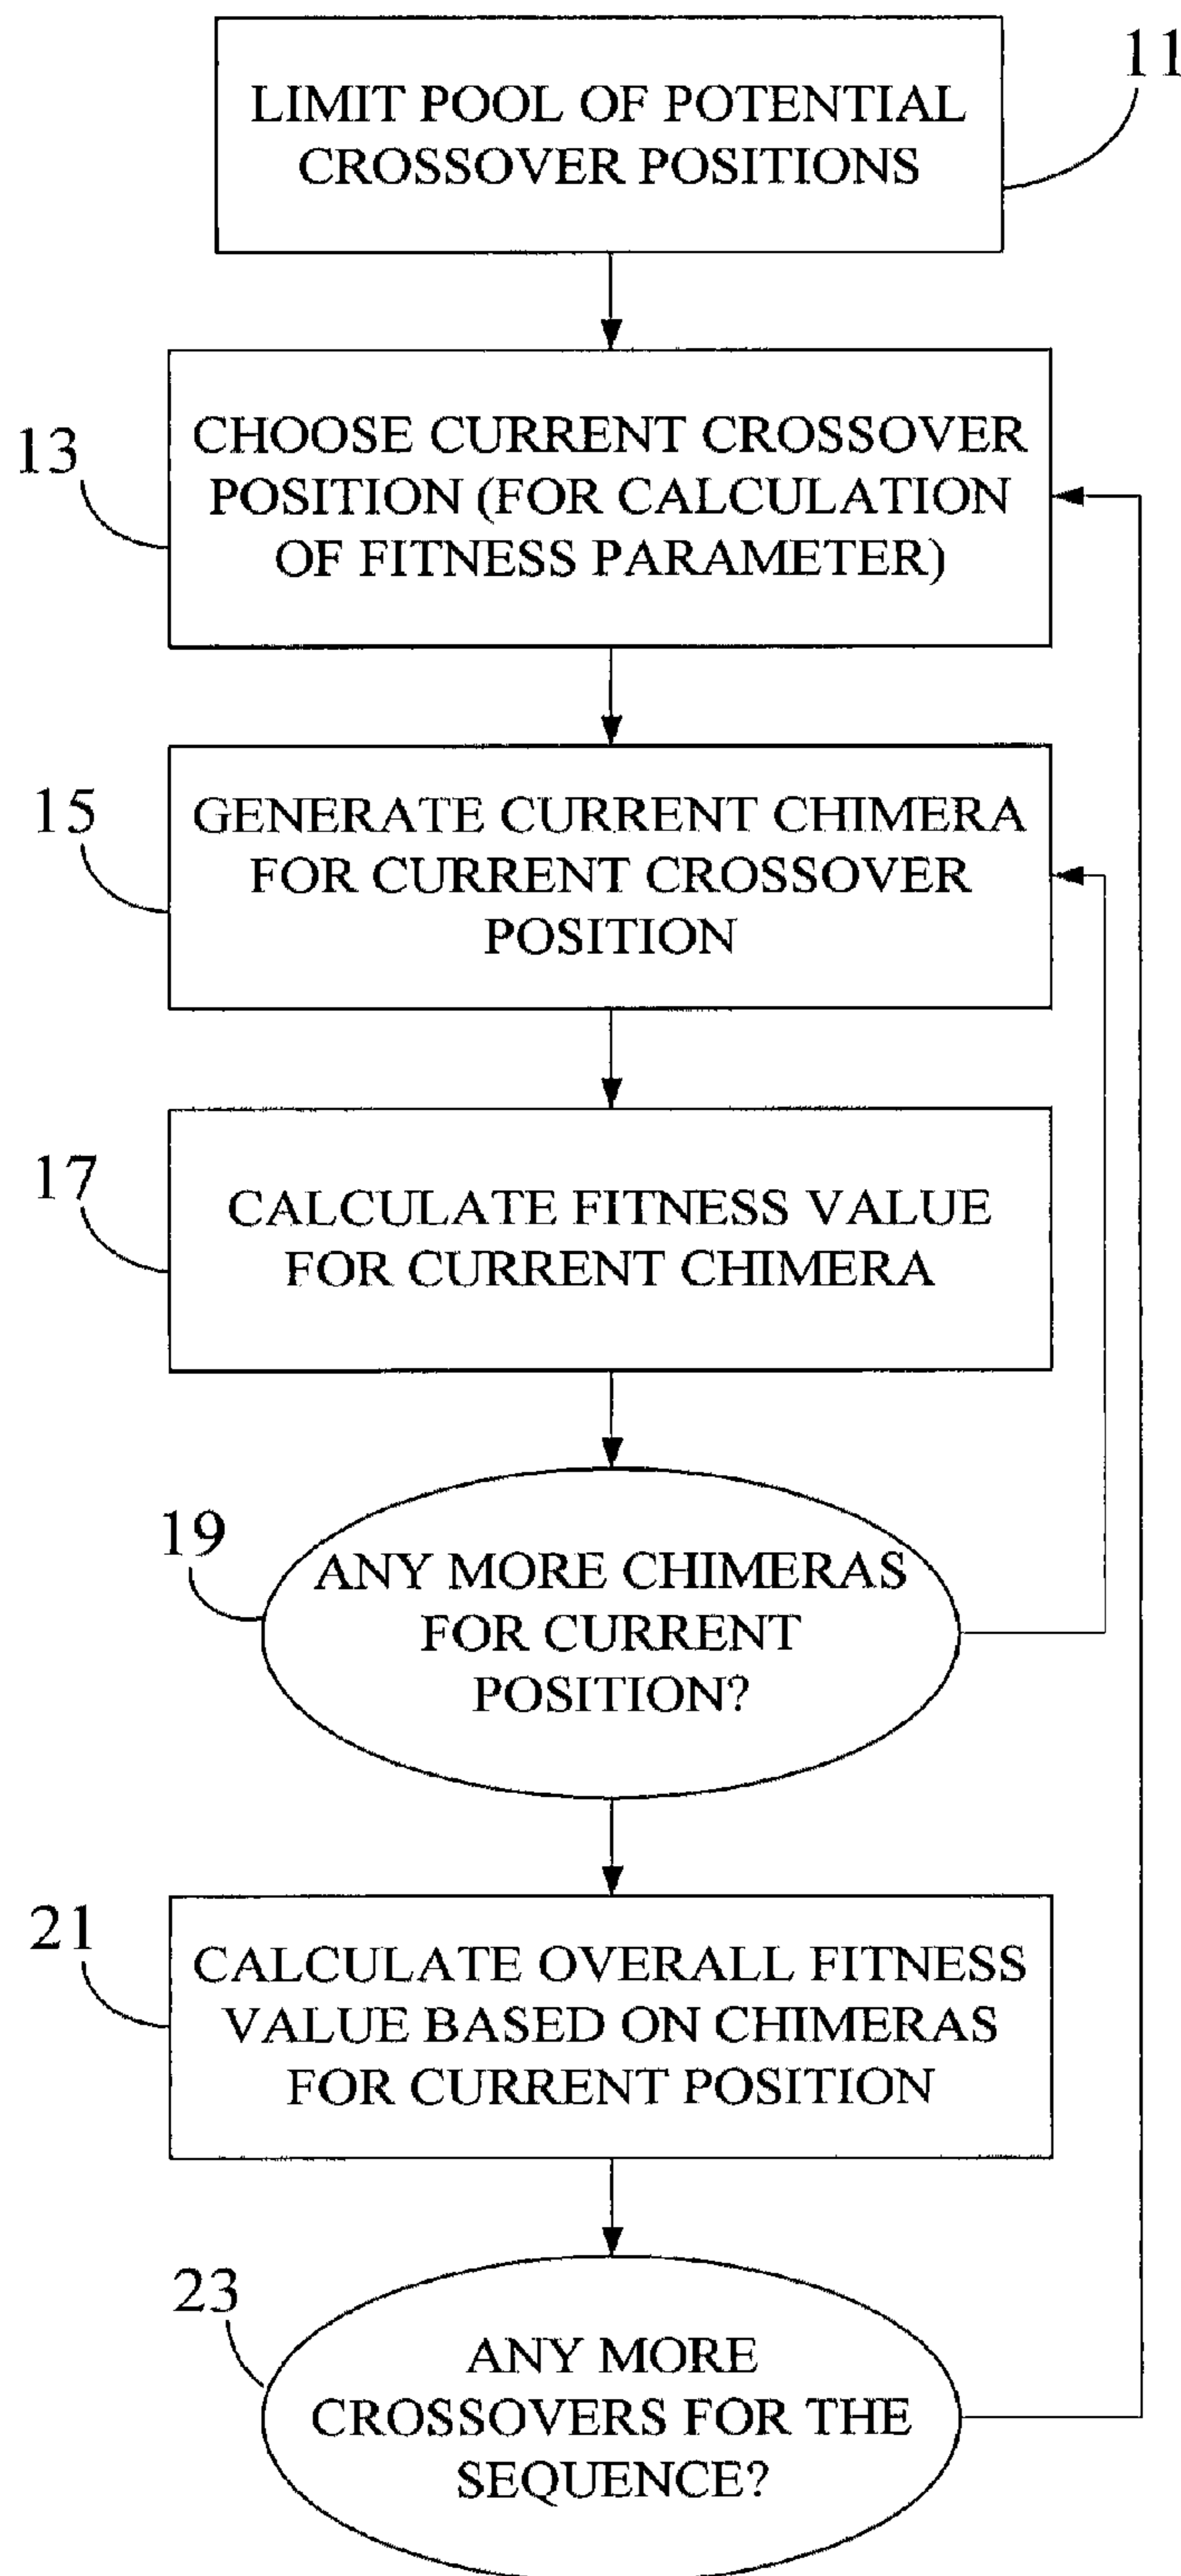 11
LIMIT POOL OF POTENTIAL
CROSSOVER POSITIONS
13
CHOOSE CURRENT CROSSOVER
POSITION (FOR CALCULATION
OF FITNESS PARAMETER)
15
GENERATE CURRENT CHIMERA
FOR CURRENT CROSSOVER
POSITION
17
CALCULATE FITNESS VALUE
FOR CURRENT CHIMERA
19
ANY MORE CHIMERAS
FOR CURRENT
POSITION?
21
CALCULATE OVERALL FITNESS
VALUE BASED ON CHIMERAS
FOR CURRENT POSITION
23
ANY MORE
CROSSOVERS FOR THE
SEQUENCE?